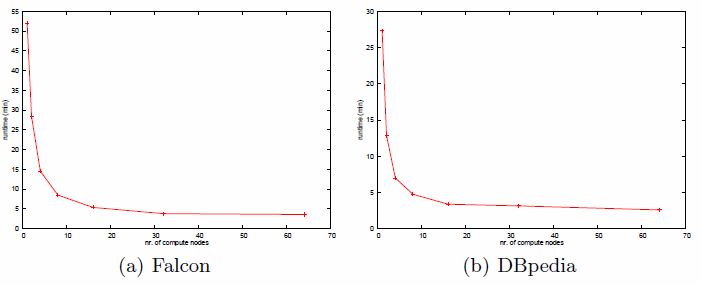 55
50
45
40
35
30
25
20
15
10
5
0
runtime (min)
0 10 20 30 40 50 60 70
nr. of compute nodes
(a) Falcon
30
25
20
15
10
5
0
runtime (min)
0 10 20 30 40 50 60 70
nr. of compute nodes
(b) DBpedia